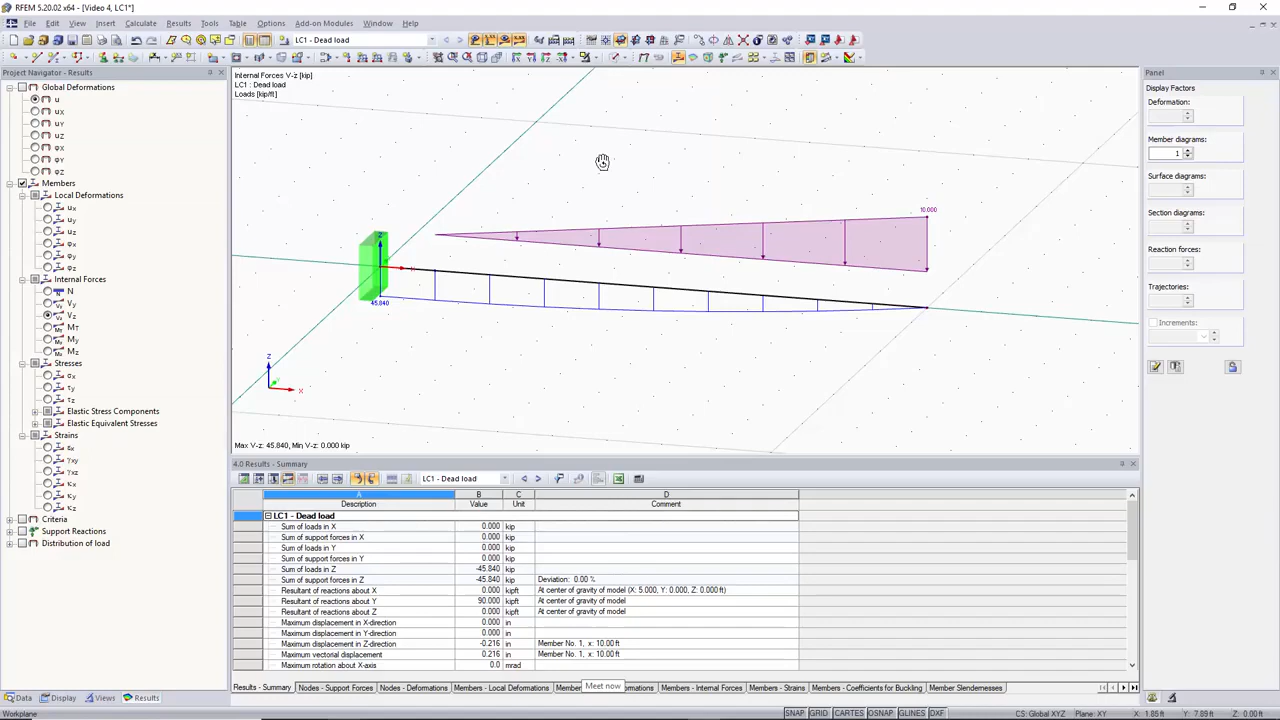 RFEM 5.20.02 x64 - [Video 4, LC1*]
File Edit View Insert Calculate Results Tools Table Options Add-on Modules Window Help
LC1 - Dead load
Project Navigator - Results
Global Deformations
u
uX
uY
uZ
φX
φY
φZ
Members
Local Deformations
ux
uy
uz
φx
φy
φz
Internal Forces
N
Vy
Vz
MT
My
Mz
Stresses
σx
τy
τz
Elastic Stress Components
Elastic Equivalent Stresses
Strains
εx
γxy
γxz
κx
κy
κz
Criteria
Support Reactions
Distribution of load
Data Display Views Results
Internal Forces V-z [kip]
LC1 : Dead load
Loads [kip/ft]
10.000
Z
X
45.840
Z
X
Max V-z: 45.840, Min V-z: 0.000 kip
Panel
Display Factors
Deformation:
Member diagrams:
1
Surface diagrams:
Section diagrams:
Reaction forces:
Trajectories:
Increments:
4.0 Results - Summary
LC1 - Dead load
A B C D
Description Value Unit Comment
LC1 - Dead load
Sum of loads in X 0.000 kip
Sum of support forces in X 0.000 kip
Sum of loads in Y 0.000 kip
Sum of support forces in Y 0.000 kip
Sum of loads in Z -45.840 kip
Sum of support forces in Z -45.840 kip Deviation: 0.00 %
Resultant of reactions about X 0.000 kipft At center of gravity of model (X: 5.000, Y: 0.000, Z: 0.000 ft)
Resultant of reactions about Y 90.000 kipft At center of gravity of model
Resultant of reactions about Z 0.000 kipft At center of gravity of model
Maximum displacement in X-direction 0.000 in
Maximum displacement in Y-direction 0.000 in
Maximum displacement in Z-direction -0.216 in Member No. 1, x: 10.00 ft
Maximum vectorial displacement 0.216 in Member No. 1, x: 10.00 ft
Maximum rotation about X-axis 0.0 mrad
Results - Summary Nodes - Support Forces Nodes - Deformations Members - Local Deformations Membe Meet now ormations Members - Internal Forces Members - Strains Members - Coefficients for Buckling Member Slendernesses
Workplane SNAP GRID CARTES OSNAP GLINES DXF CS: Global XYZ Plane: XY X: 1.85 ft Y: 7.89 ft Z: 0.00 ft